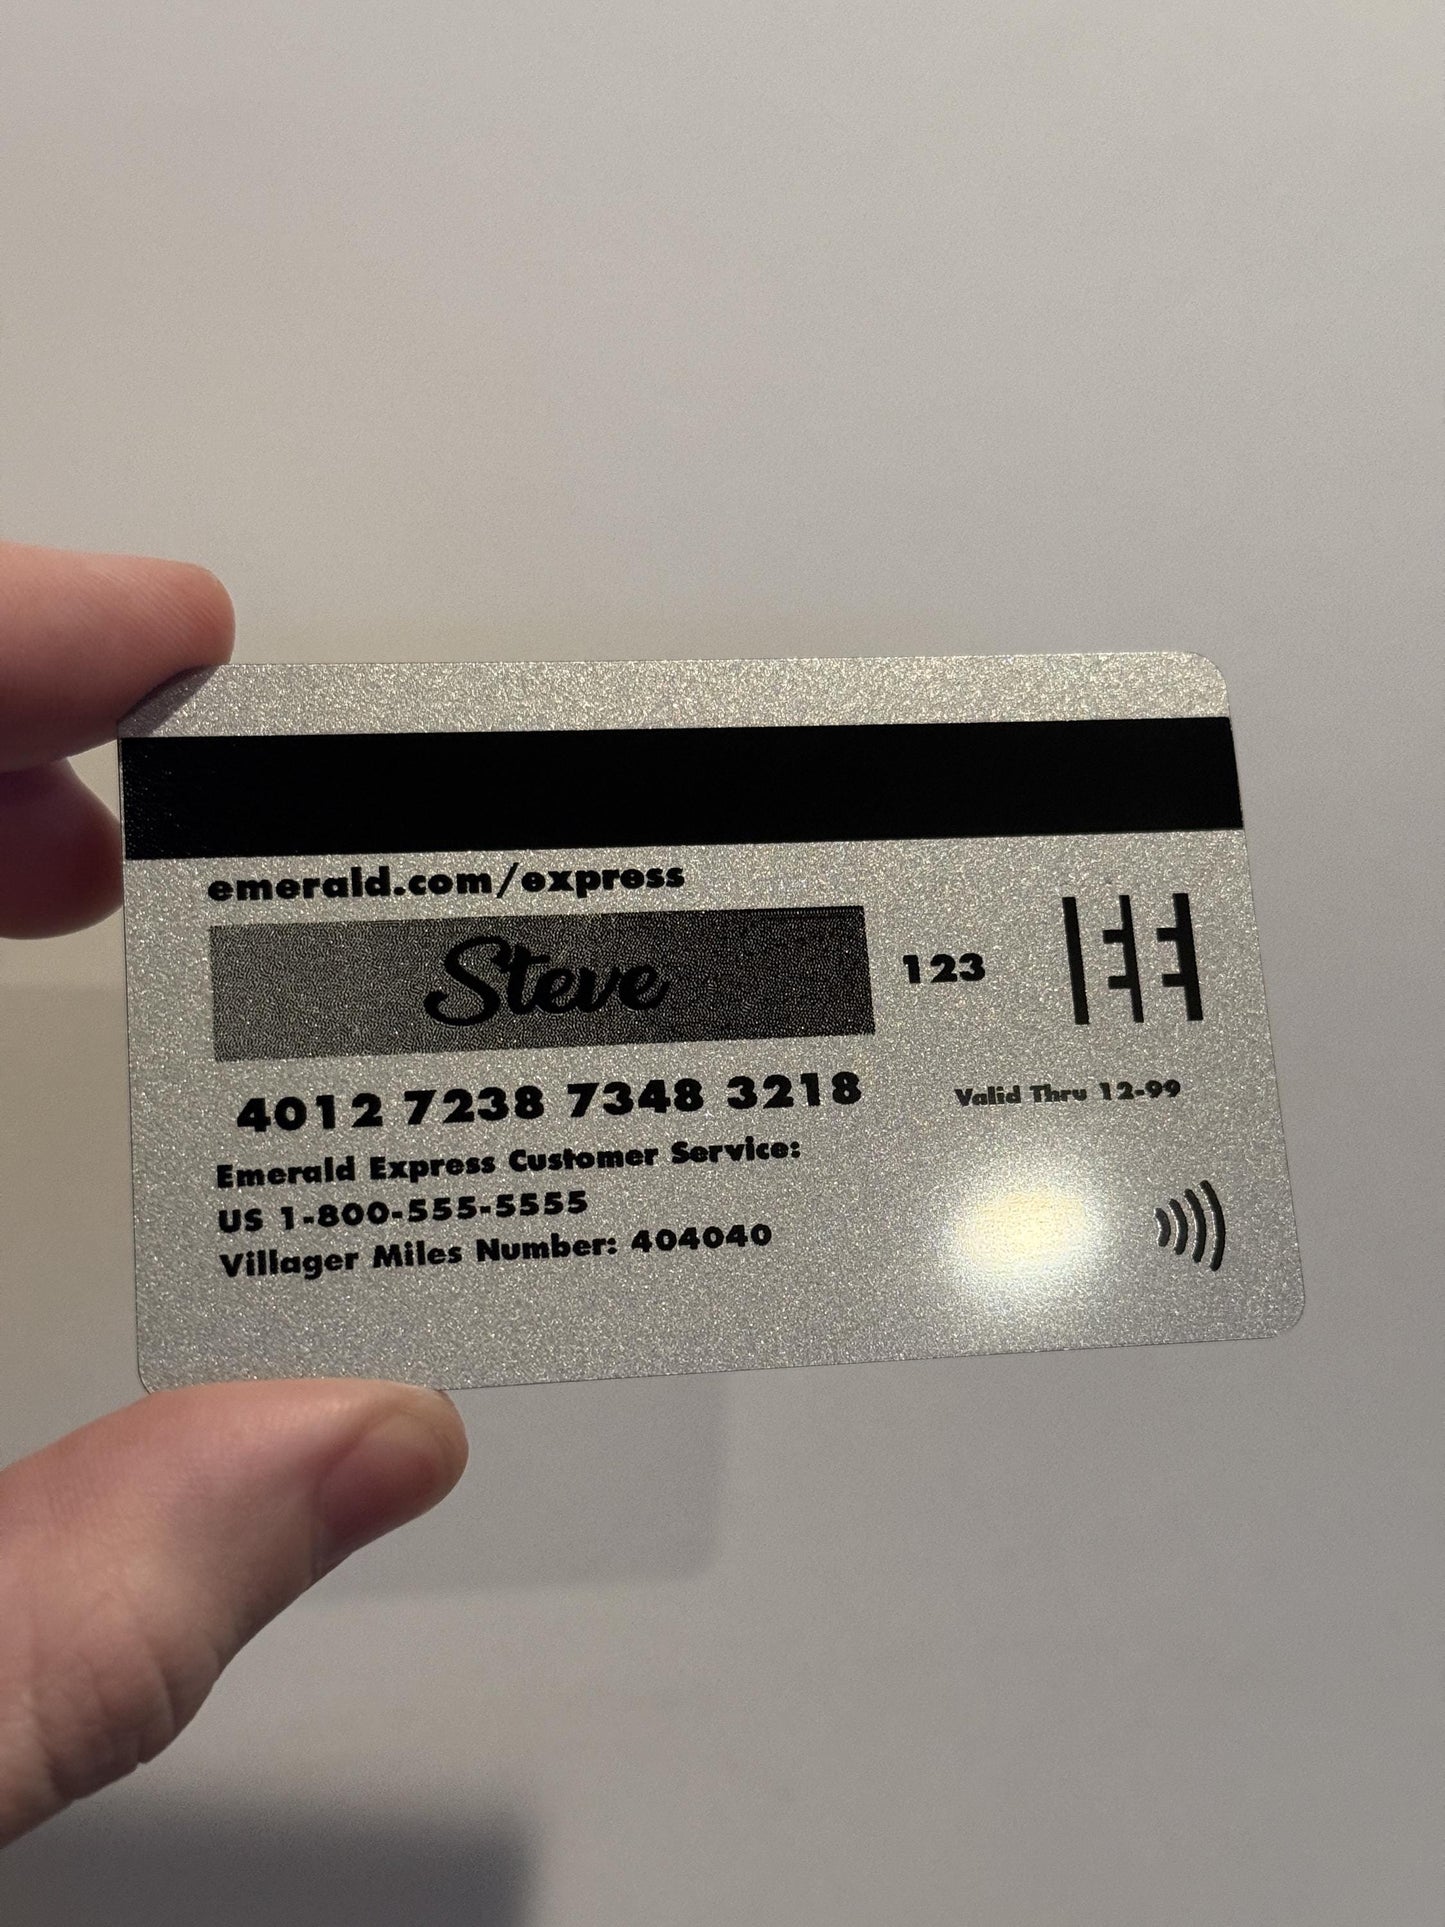 emerald.com/express
Steve
123
4012 7238 7348 3218
Valid Thru 12-99
Emerald Express Customer Service:
US 1-800-555-5555
Villager Miles Number: 404040